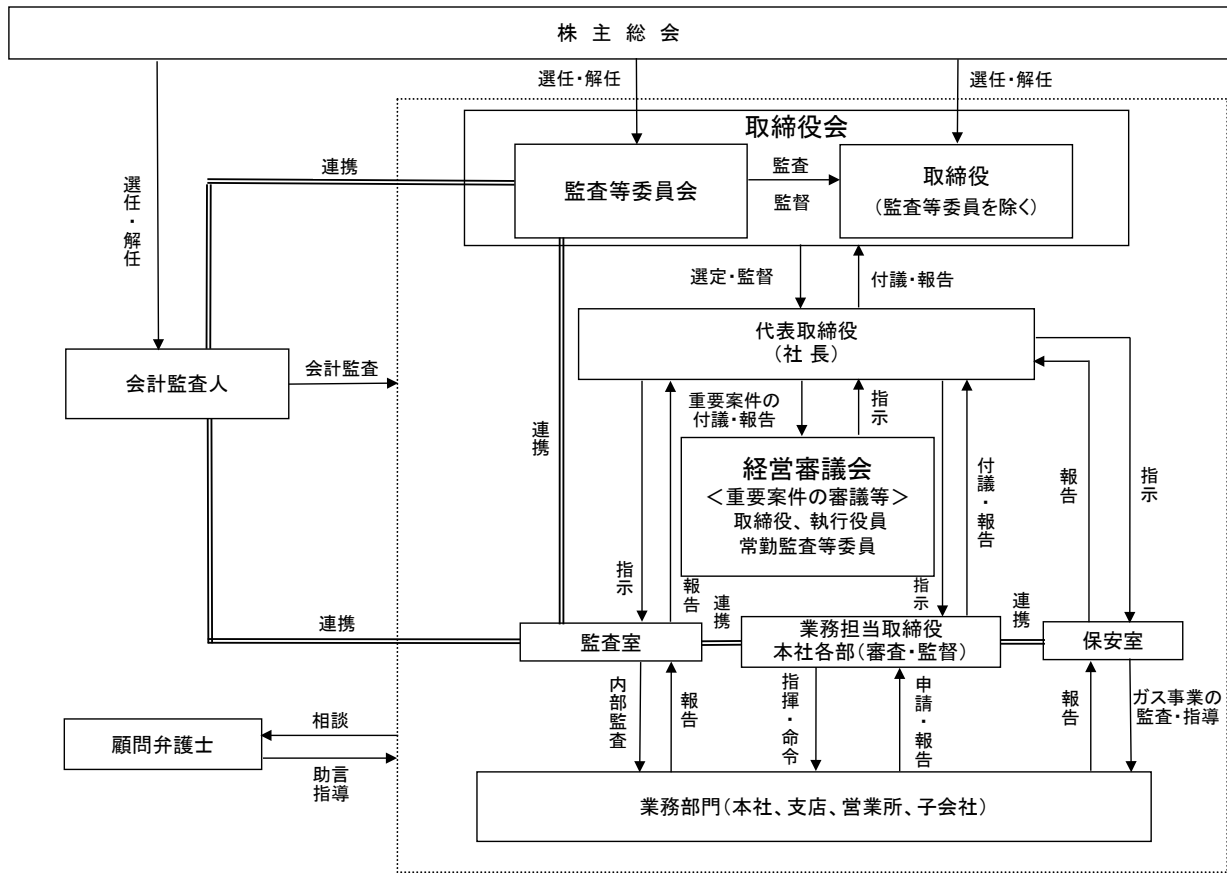 株主総会
選任・解任
選任・解任
選任・解任
取締役会
連携
監査等委員会
監査
監督
取締役
(監査等委員を除く)
選定・監督
付議・報告
代表取締役
(社長)
会計監査人
会計監査
重要案件の
付議・報告
指示
連携
経営審議会
<重要案件の審議等>
取締役、執行役員
常勤監査等委員
付議・報告
報告
指示
指示
報告
指示
連携
連携
連携
監査室
業務担当取締役
本社各部(審査・監督)
保安室
内部監査
報告
指揮・命令
申請・報告
報告
ガス事業の
監査・指導
相談
顧問弁護士
助言
指導
業務部門(本社、支店、営業所、子会社)